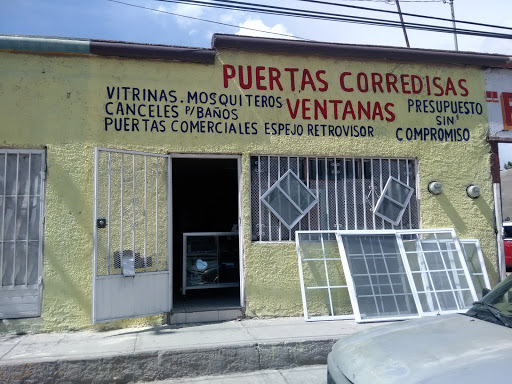 PUERTAS CORREDISAS
VITRINAS. MOSQUITEROS VENTANAS PRESUPUESTO
CANCELES P/BAÑOS SIN
PUERTAS COMERCIALES ESPEJO RETROVISOR COMPROMISO